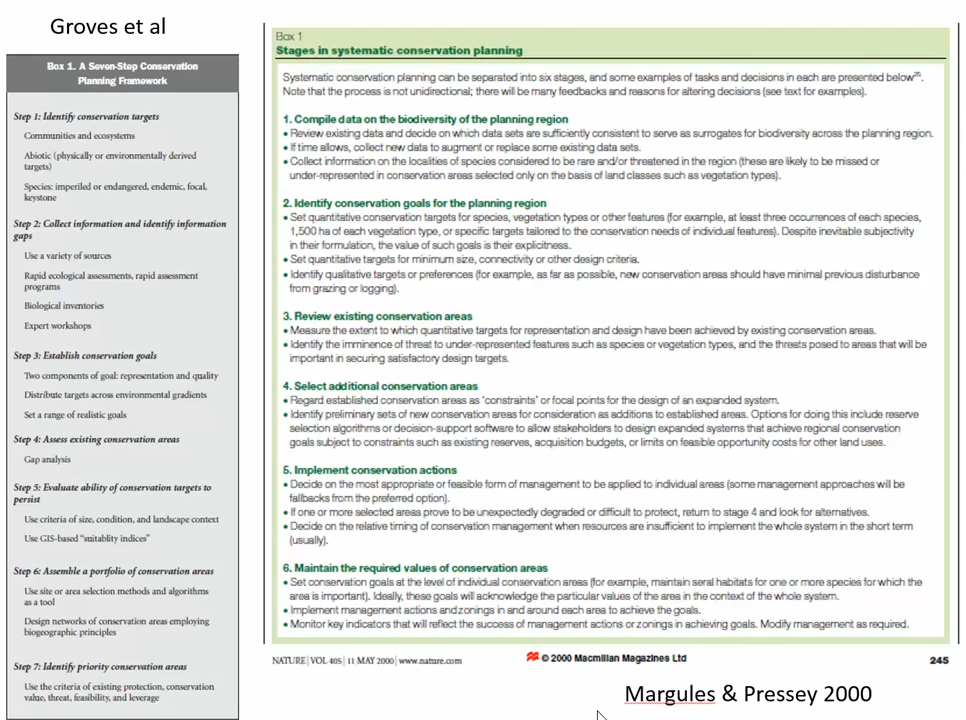 Groves et al
Box 1. A Seven-Step Conservation
Planning Framework
Step 1: Identify conservation targets
Communities and ecosystems
Abiotic (physically or environmentally derived
targets)
Species: imperiled or endangered, endemic, focal,
keystone
Step 2: Collect information and identify information
gaps
Use a variety of sources
Rapid ecological assessments, rapid assessment
programs
Biological inventories
Expert workshops
Step 3: Establish conservation goals
Two components of goal: representation and quality
Distribute targets across environmental gradients
Set a range of realistic goals
Step 4: Assess existing conservation areas
Gap analysis
Step 5: Evaluate ability of conservation targets to
persist
Use criteria of size, condition, and landscape context
Use GIS-based "suitablity indices"
Step 6: Assemble a portfolio of conservation areas
Use site or area selection methods and algorithms
as a tool
Design networks of conservation areas employing
biogeographic principles
Step 7: Identify priority conservation areas
Use the criteria of existing protection, conservation
value, threat, feasibility, and leverage
Box 1
Stages in systematic conservation planning
Systematic conservation planning can be separated into six stages, and some examples of tasks and decisions in each are presented below²⁵.
Note that the process is not unidirectional; there will be many feedbacks and reasons for altering decisions (see text for examples).
1. Compile data on the biodiversity of the planning region
• Review existing data and decide on which data sets are sufficiently consistent to serve as surrogates for biodiversity across the planning region.
• If time allows, collect new data to augment or replace some existing data sets.
• Collect information on the localities of species considered to be rare and/or threatened in the region (these are likely to be missed or
under-represented in conservation areas selected only on the basis of land classes such as vegetation types).
2. Identify conservation goals for the planning region
• Set quantitative conservation targets for species, vegetation types or other features (for example, at least three occurrences of each species,
1,500 ha of each vegetation type, or specific targets tailored to the conservation needs of individual features). Despite inevitable subjectivity
in their formulation, the value of such goals is their explicitness.
• Set quantitative targets for minimum size, connectivity or other design criteria.
• Identify qualitative targets or preferences (for example, as far as possible, new conservation areas should have minimal previous disturbance
from grazing or logging).
3. Review existing conservation areas
• Measure the extent to which quantitative targets for representation and design have been achieved by existing conservation areas.
• Identify the imminence of threat to under-represented features such as species or vegetation types, and the threats posed to areas that will be
important in securing satisfactory design targets.
4. Select additional conservation areas
• Regard established conservation areas as 'constraints' or focal points for the design of an expanded system.
• Identify preliminary sets of new conservation areas for consideration as additions to established areas. Options for doing this include reserve
selection algorithms or decision-support software to allow stakeholders to design expanded systems that achieve regional conservation
goals subject to constraints such as existing reserves, acquisition budgets, or limits on feasible opportunity costs for other land uses.
5. Implement conservation actions
• Decide on the most appropriate or feasible form of management to be applied to individual areas (some management approaches will be
fallbacks from the preferred option).
• If one or more selected areas prove to be unexpectedly degraded or difficult to protect, return to stage 4 and look for alternatives.
• Decide on the relative timing of conservation management when resources are insufficient to implement the whole system in the short term
(usually).
6. Maintain the required values of conservation areas
• Set conservation goals at the level of individual conservation areas (for example, maintain seral habitats for one or more species for which the
area is important). Ideally, these goals will acknowledge the particular values of the area in the context of the whole system.
• Implement management actions and zonings in and around each area to achieve the goals.
• Monitor key indicators that will reflect the success of management actions or zonings in achieving goals. Modify management as required.
NATURE | VOL 405 | 11 MAY 2000 | www.nature.com
© 2000 Macmillan Magazines Ltd
245
Margules & Pressey 2000